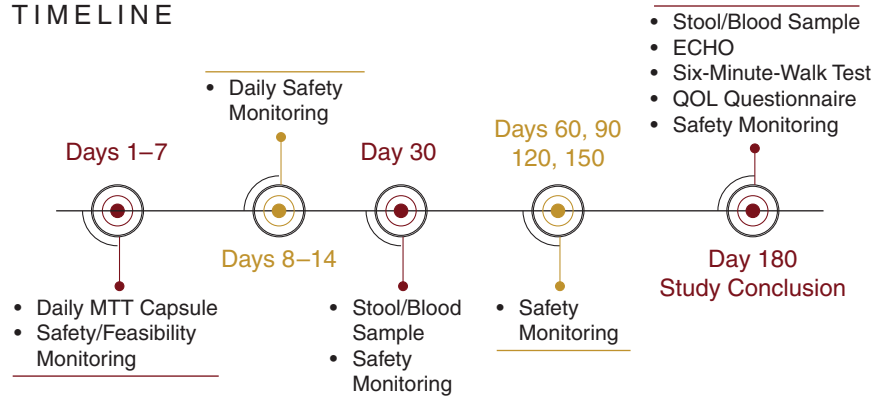 TIMELINE
Days 1–7
• Daily MTT Capsule
• Safety/Feasibility
Monitoring
• Daily Safety
Monitoring
Days 8–14
Day 30
• Stool/Blood
Sample
• Safety
Monitoring
Days 60, 90
120, 150
• Safety
Monitoring
• Stool/Blood Sample
• ECHO
• Six-Minute-Walk Test
• QOL Questionnaire
• Safety Monitoring
Day 180
Study Conclusion